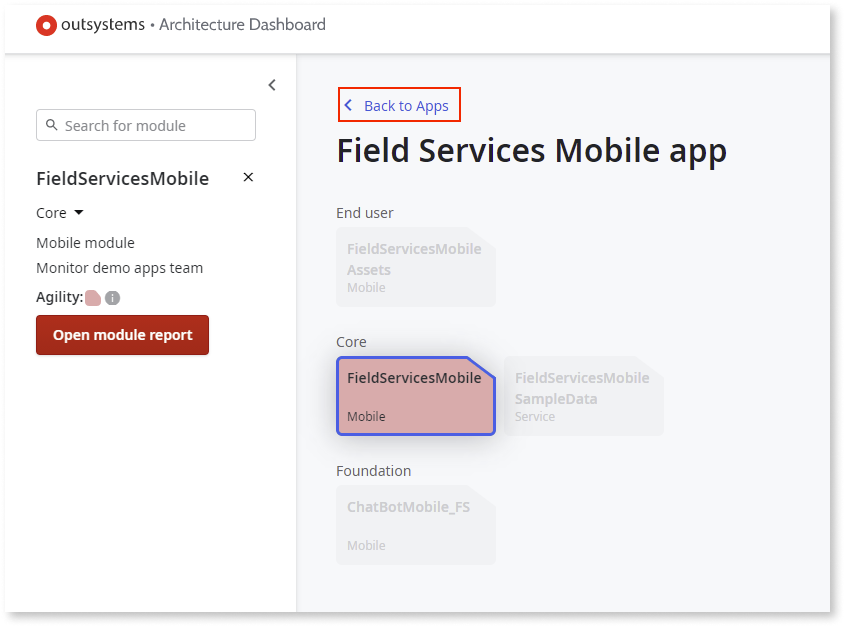 outsystems • Architecture Dashboard
Search for module
FieldServicesMobile
Core
Mobile module
Monitor demo apps team
Agility:
Open module report
Back to Apps
Field Services Mobile app
End user
FieldServicesMobile
Assets
Mobile
Core
FieldServicesMobile
Mobile
FieldServicesMobile
SampleData
Service
Foundation
ChatBotMobile_FS
Mobile